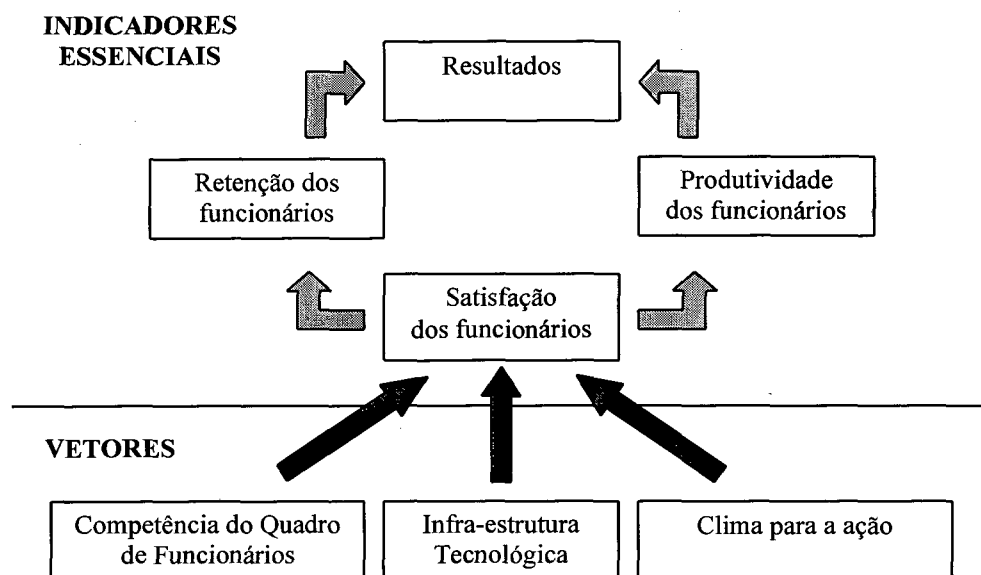 INDICADORES
ESSENCIAIS
Resultados
Retenção dos
funcionários
Produtividade
dos funcionários
Satisfação
dos funcionários
VETORES
Competência do Quadro
de Funcionários
Infra-estrutura
Tecnológica
Clima para a ação